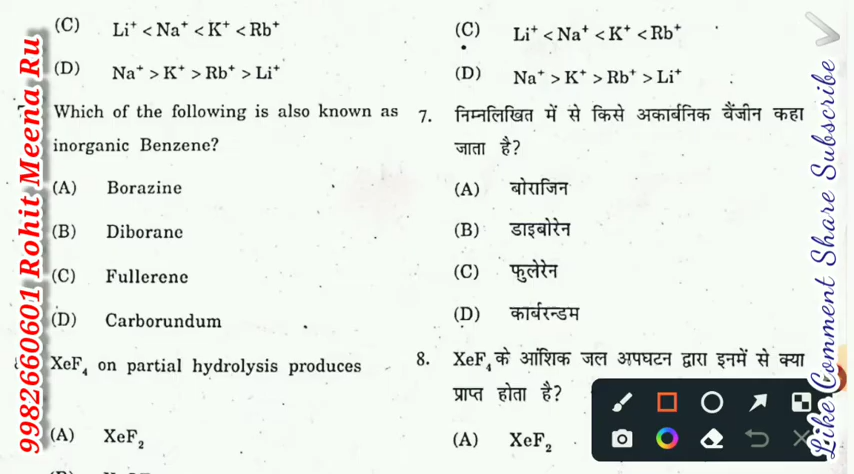 (C) Li⁺ < Na⁺ < K⁺ < Rb⁺
(D) Na⁺ > K⁺ > Rb⁺ > Li⁺
Which of the following is also known as
inorganic Benzene?
(A) Borazine
(B) Diborane
(C) Fullerene
(D) Carborundum
XeF₄ on partial hydrolysis produces
(A) XeF₂
(C) Li⁺ < Na⁺ < K⁺ < Rb⁺
(D) Na⁺ > K⁺ > Rb⁺ > Li⁺
7. निम्नलिखित में से किसे अकार्बनिक बैंजीन कहा
जाता है?
(A) बोराजिन
(B) डाइबोरेन
(C) फुलेरेन
(D) कार्बरन्डम
8. XeF₄ के आंशिक जल अपघटन द्वारा इनमें से क्या
प्राप्त होता है?
(A) XeF₂
9982660601 Rohit Meena Ru
Like Comment Share Subscribe